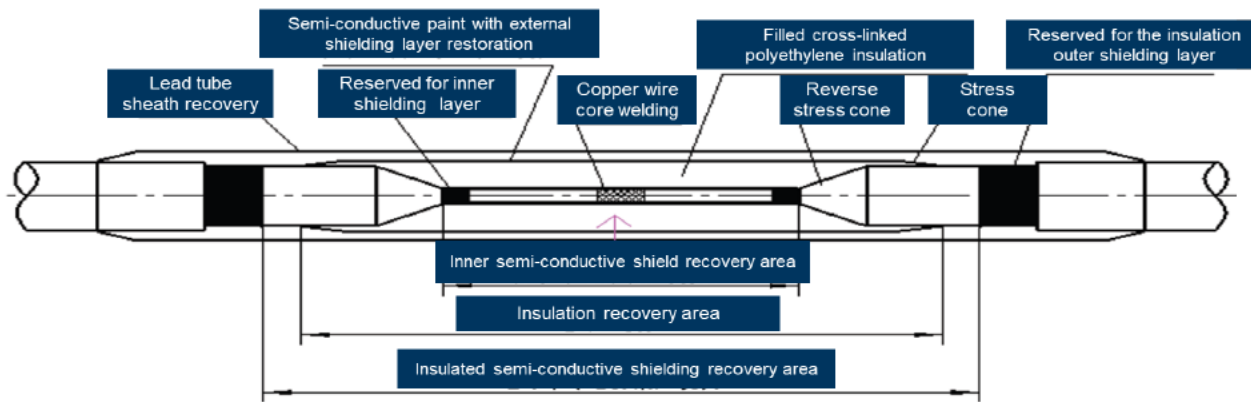 Semi-conductive paint with external
shielding layer restoration
Filled cross-linked
polyethylene insulation
Reserved for the insulation
outer shielding layer
Lead tube
sheath recovery
Reserved for inner
shielding layer
Copper wire
core welding
Reverse
stress cone
Stress
cone
Inner semi-conductive shield recovery area
Insulation recovery area
Insulated semi-conductive shielding recovery area